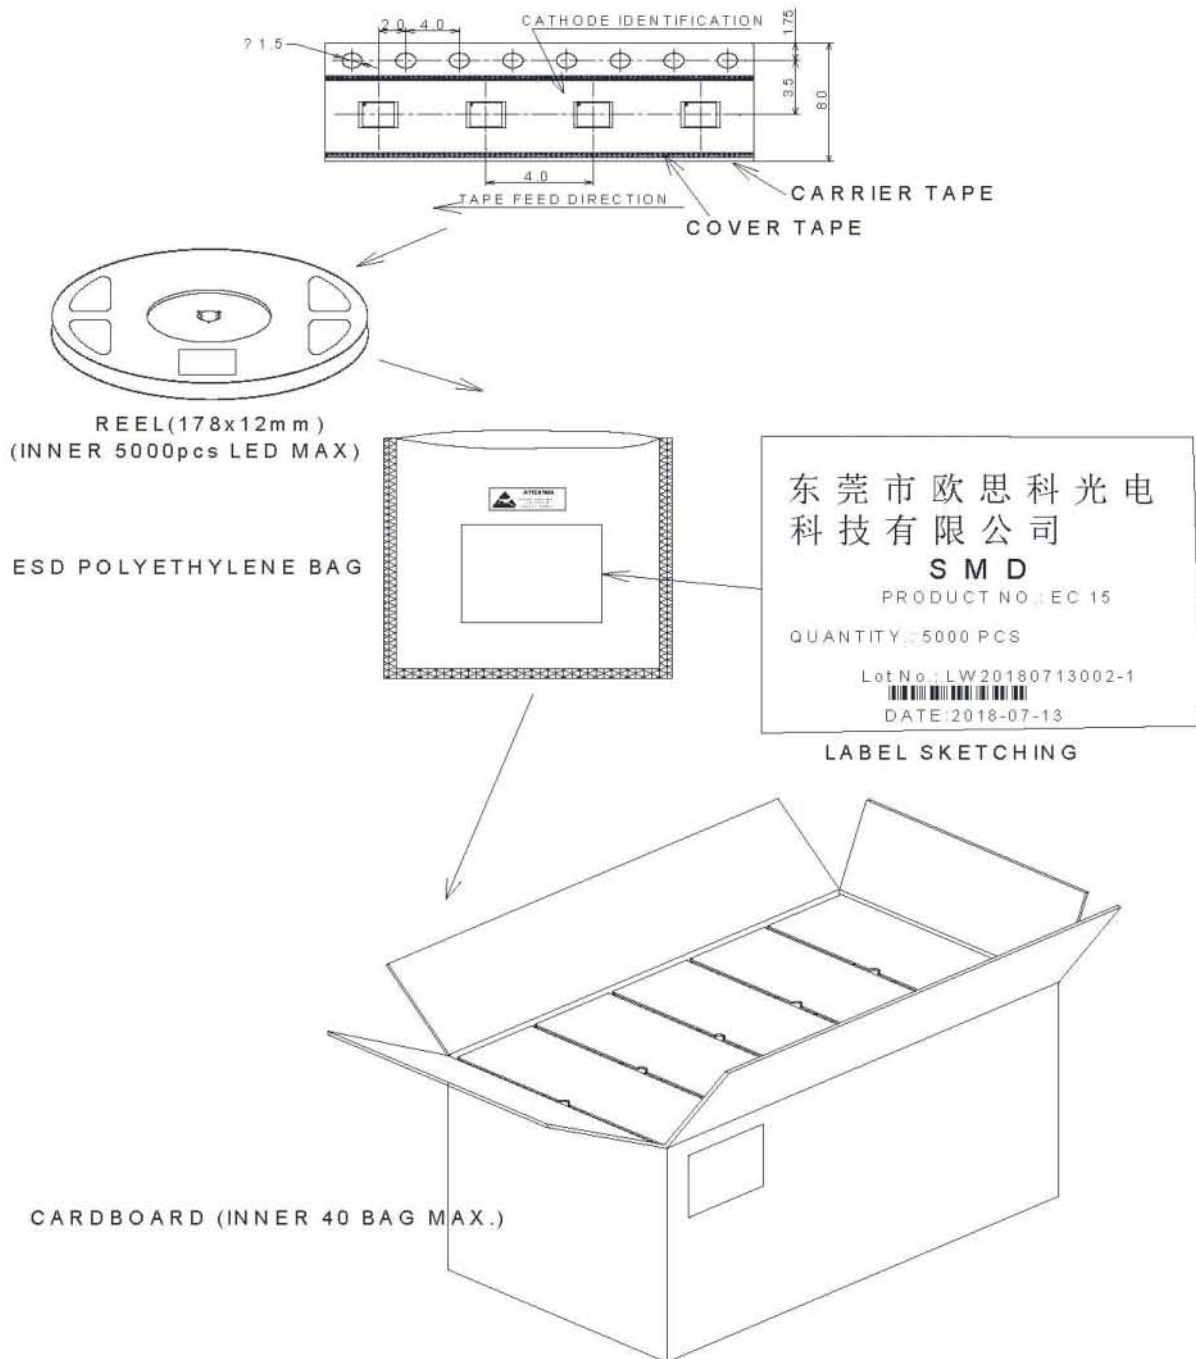 CATHODE IDENTIFICATION
2.0
4.0
? 1.5
1.75
3.5
8.0
4.0
TAPE FEED DIRECTION
CARRIER TAPE
COVER TAPE
REEL(178x12mm)
(INNER 5000pcs LED MAX)
ATTENTION
ESD POLYETHYLENE BAG
东莞市欧思科光电
科技有限公司
SMD
PRODUCT NO.: EC 15
QUANTITY.: 5000 PCS
Lot No.: LW20180713002-1
DATE:2018-07-13
LABEL SKETCHING
CARDBOARD (INNER 40 BAG MAX.)